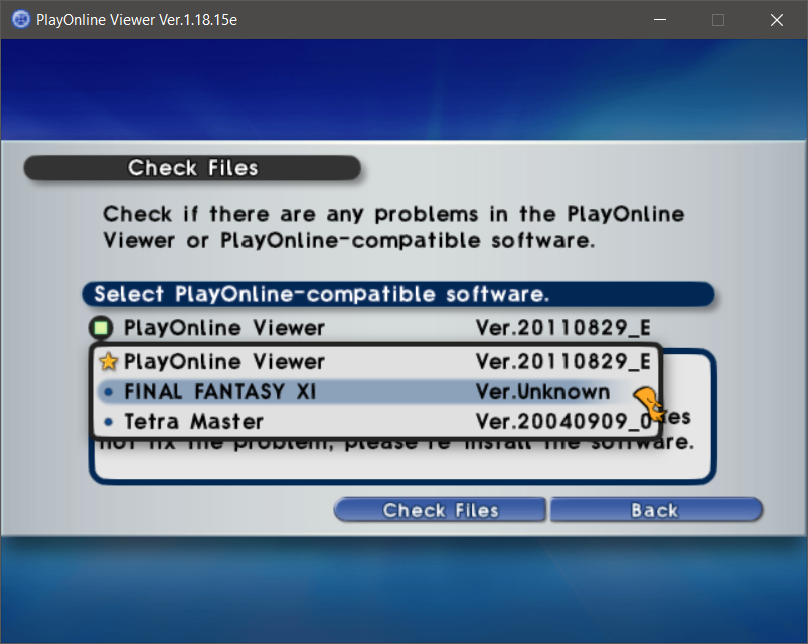 PlayOnline Viewer Ver.1.18.15e
Check Files
Check if there are any problems in the PlayOnline
Viewer or PlayOnline-compatible software.
Select PlayOnline-compatible software.
PlayOnline Viewer Ver.20110829_E
PlayOnline Viewer Ver.20110829_E
FINAL FANTASY XI Ver.Unknown
Tetra Master Ver.20040909_0
not fix the problem, please re-install the software.
Check Files Back